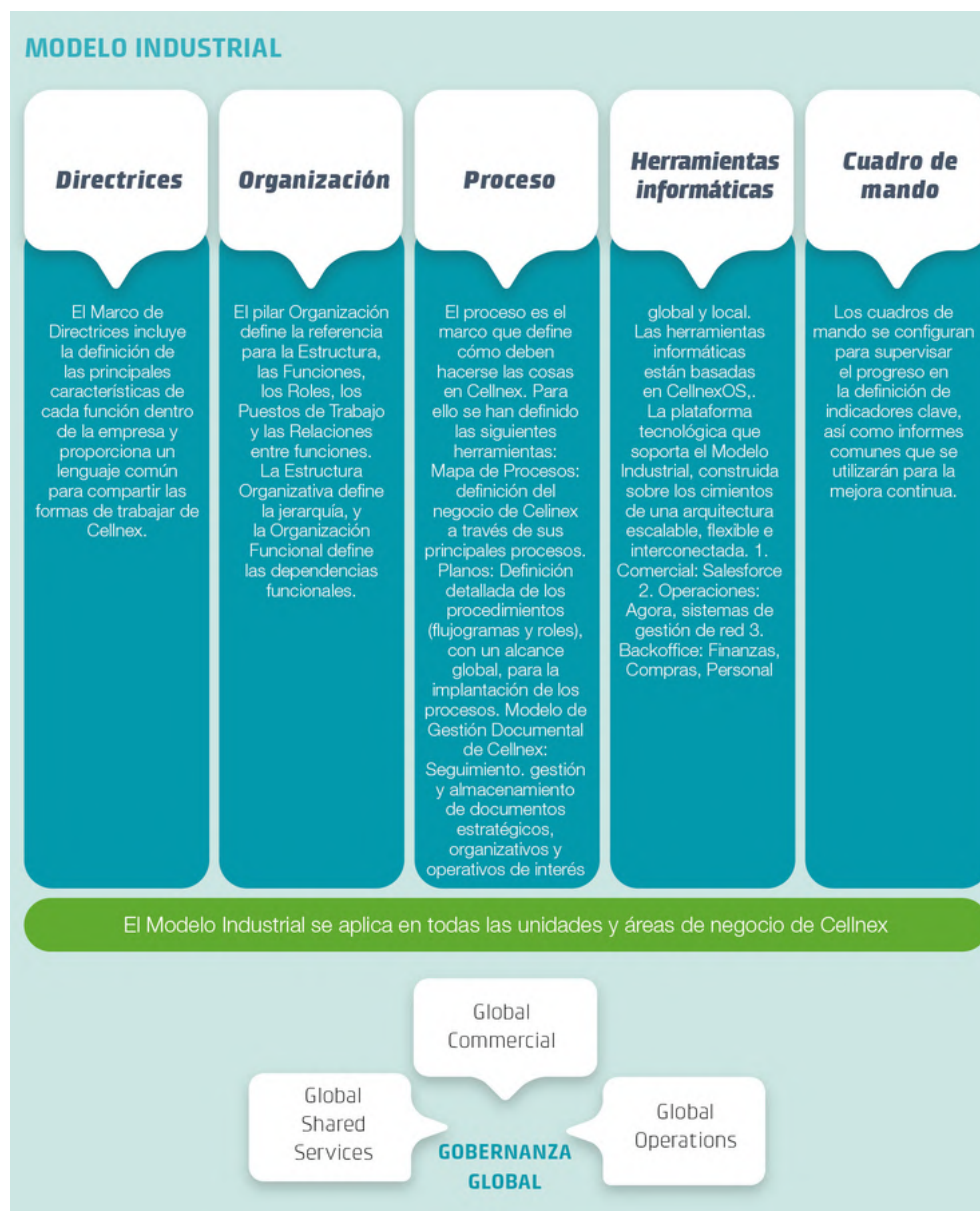 MODELO INDUSTRIAL
Directrices
El Marco de
Directrices incluye
la definición de
las principales
características de
cada función dentro
de la empresa y
proporciona un
lenguaje común
para compartir las
formas de trabajar de
Cellnex.
Organización
El pilar Organización
define la referencia
para la Estructura,
las Funciones,
los Roles, los
Puestos de Trabajo
y las Relaciones
entre funciones.
La Estructura
Organizativa define
la jerarquía, y
la Organización
Funcional define
las dependencias
funcionales.
Proceso
El proceso es el
marco que define
cómo deben
hacerse las cosas
en Cellnex. Para
ello se han definido
las siguientes
herramientas:
Mapa de Procesos:
definición del
negocio de Celinex
a través de sus
principales procesos.
Planos: Definición
detallada de los
procedimientos
(flujogramas y roles),
con un alcance
global, para la
implantación de los
procesos. Modelo de
Gestión Documental
de Cellnex:
Seguimiento. gestión
y almacenamiento
de documentos
estratégicos,
organizativos y
operativos de interés
Herramientas
informáticas
global y local.
Las herramientas
informáticas
están basadas
en CellnexOS,.
La plataforma
tecnológica que
soporta el Modelo
Industrial, construida
sobre los cimientos
de una arquitectura
escalable, flexible e
interconectada. 1.
Comercial: Salesforce
2. Operaciones:
Agora, sistemas de
gestión de red 3.
Backoffice: Finanzas,
Compras, Personal
Cuadro de
mando
Los cuadros de
mando se configuran
para supervisar
el progreso en
la definición de
indicadores clave,
así como informes
comunes que se
utilizarán para la
mejora continua.
El Modelo Industrial se aplica en todas las unidades y áreas de negocio de Cellnex
Global
Commercial
Global
Shared
Services
Global
Operations
GOBERNANZA
GLOBAL